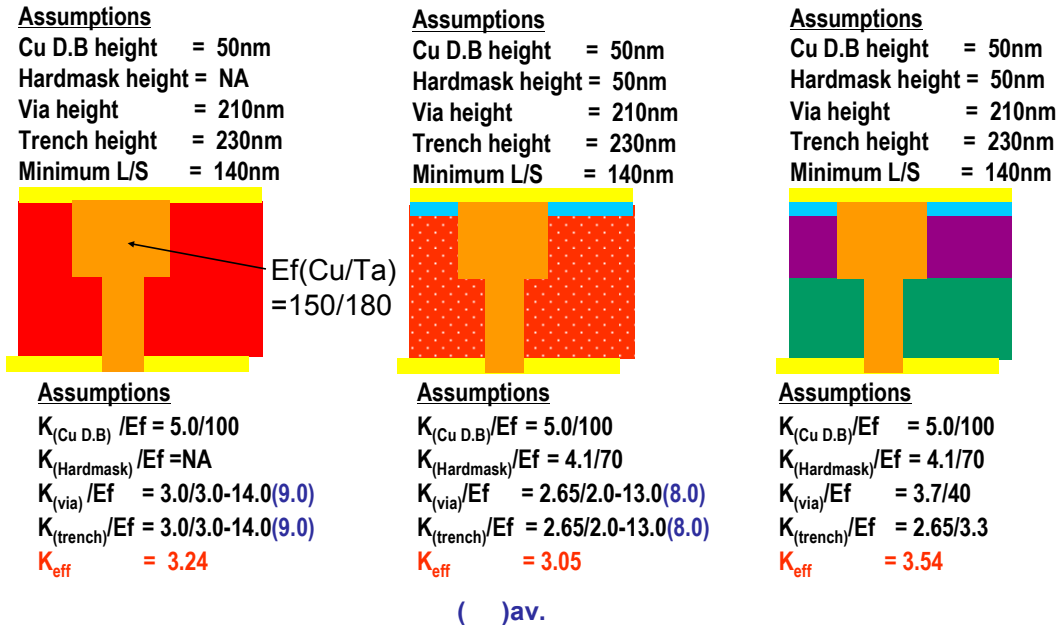 Assumptions
Cu D.B height = 50nm
Hardmask height = NA
Via height = 210nm
Trench height = 230nm
Minimum L/S = 140nm
Ef(Cu/Ta)
=150/180
Assumptions
K(Cu D.B) /Ef = 5.0/100
K(Hardmask) /Ef =NA
K(via) /Ef = 3.0/3.0-14.0(9.0)
K(trench)/Ef = 3.0/3.0-14.0(9.0)
Keff = 3.24
Assumptions
Cu D.B height = 50nm
Hardmask height = 50nm
Via height = 210nm
Trench height = 230nm
Minimum L/S = 140nm
Assumptions
K(Cu D.B)/Ef = 5.0/100
K(Hardmask)/Ef = 4.1/70
K(via)/Ef = 2.65/2.0-13.0(8.0)
K(trench)/Ef = 2.65/2.0-13.0(8.0)
Keff = 3.05
( )av.
Assumptions
Cu D.B height = 50nm
Hardmask height = 50nm
Via height = 210nm
Trench height = 230nm
Minimum L/S = 140nm
Assumptions
K(Cu D.B)/Ef = 5.0/100
K(Hardmask)/Ef = 4.1/70
K(via)/Ef = 3.7/40
K(trench)/Ef = 2.65/3.3
Keff = 3.54